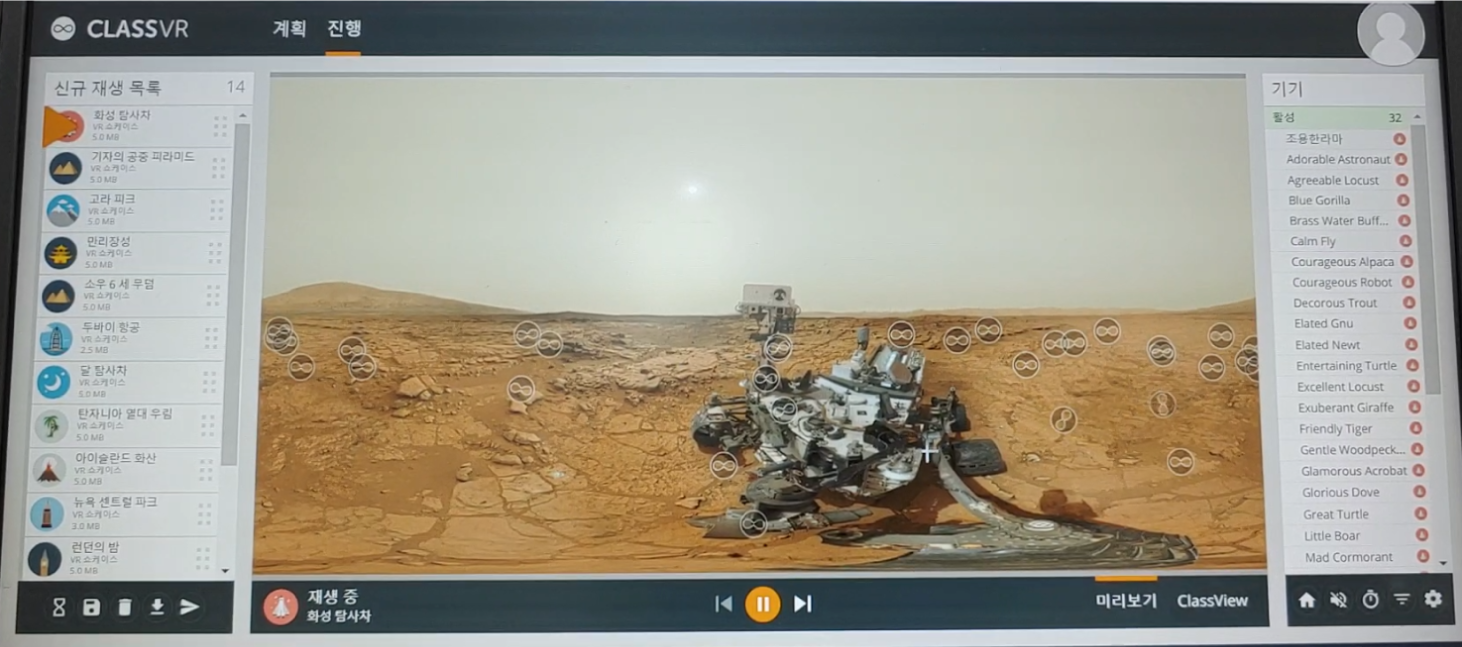 CLASSVR
계획
진행
신규 재생 목록
14
화성 탐사차
VR 쇼케이스
5.0 MB
기자의 공중 피라미드
VR 쇼케이스
5.0 MB
고라 피크
VR 쇼케이스
5.0 MB
만리장성
VR 쇼케이스
5.0 MB
소우 6 세 무덤
VR 쇼케이스
5.0 MB
두바이 항공
VR 쇼케이스
2.5 MB
달 탐사차
VR 쇼케이스
5.0 MB
탄자니아 열대 우림
VR 쇼케이스
5.0 MB
아이슬란드 화산
VR 쇼케이스
5.0 MB
뉴욕 센트럴 파크
VR 쇼케이스
3.0 MB
런던의 밤
VR 쇼케이스
5.0 MB
재생 중
화성 탐사차
미리보기
ClassView
기기
활성
32
조용한라마
Adorable Astronaut
Agreeable Locust
Blue Gorilla
Brass Water Buff...
Calm Fly
Courageous Alpaca
Courageous Robot
Decorous Trout
Elated Gnu
Elated Newt
Entertaining Turtle
Excellent Locust
Exuberant Giraffe
Friendly Tiger
Gentle Woodpeck...
Glamorous Acrobat
Glorious Dove
Great Turtle
Little Boar
Mad Cormorant